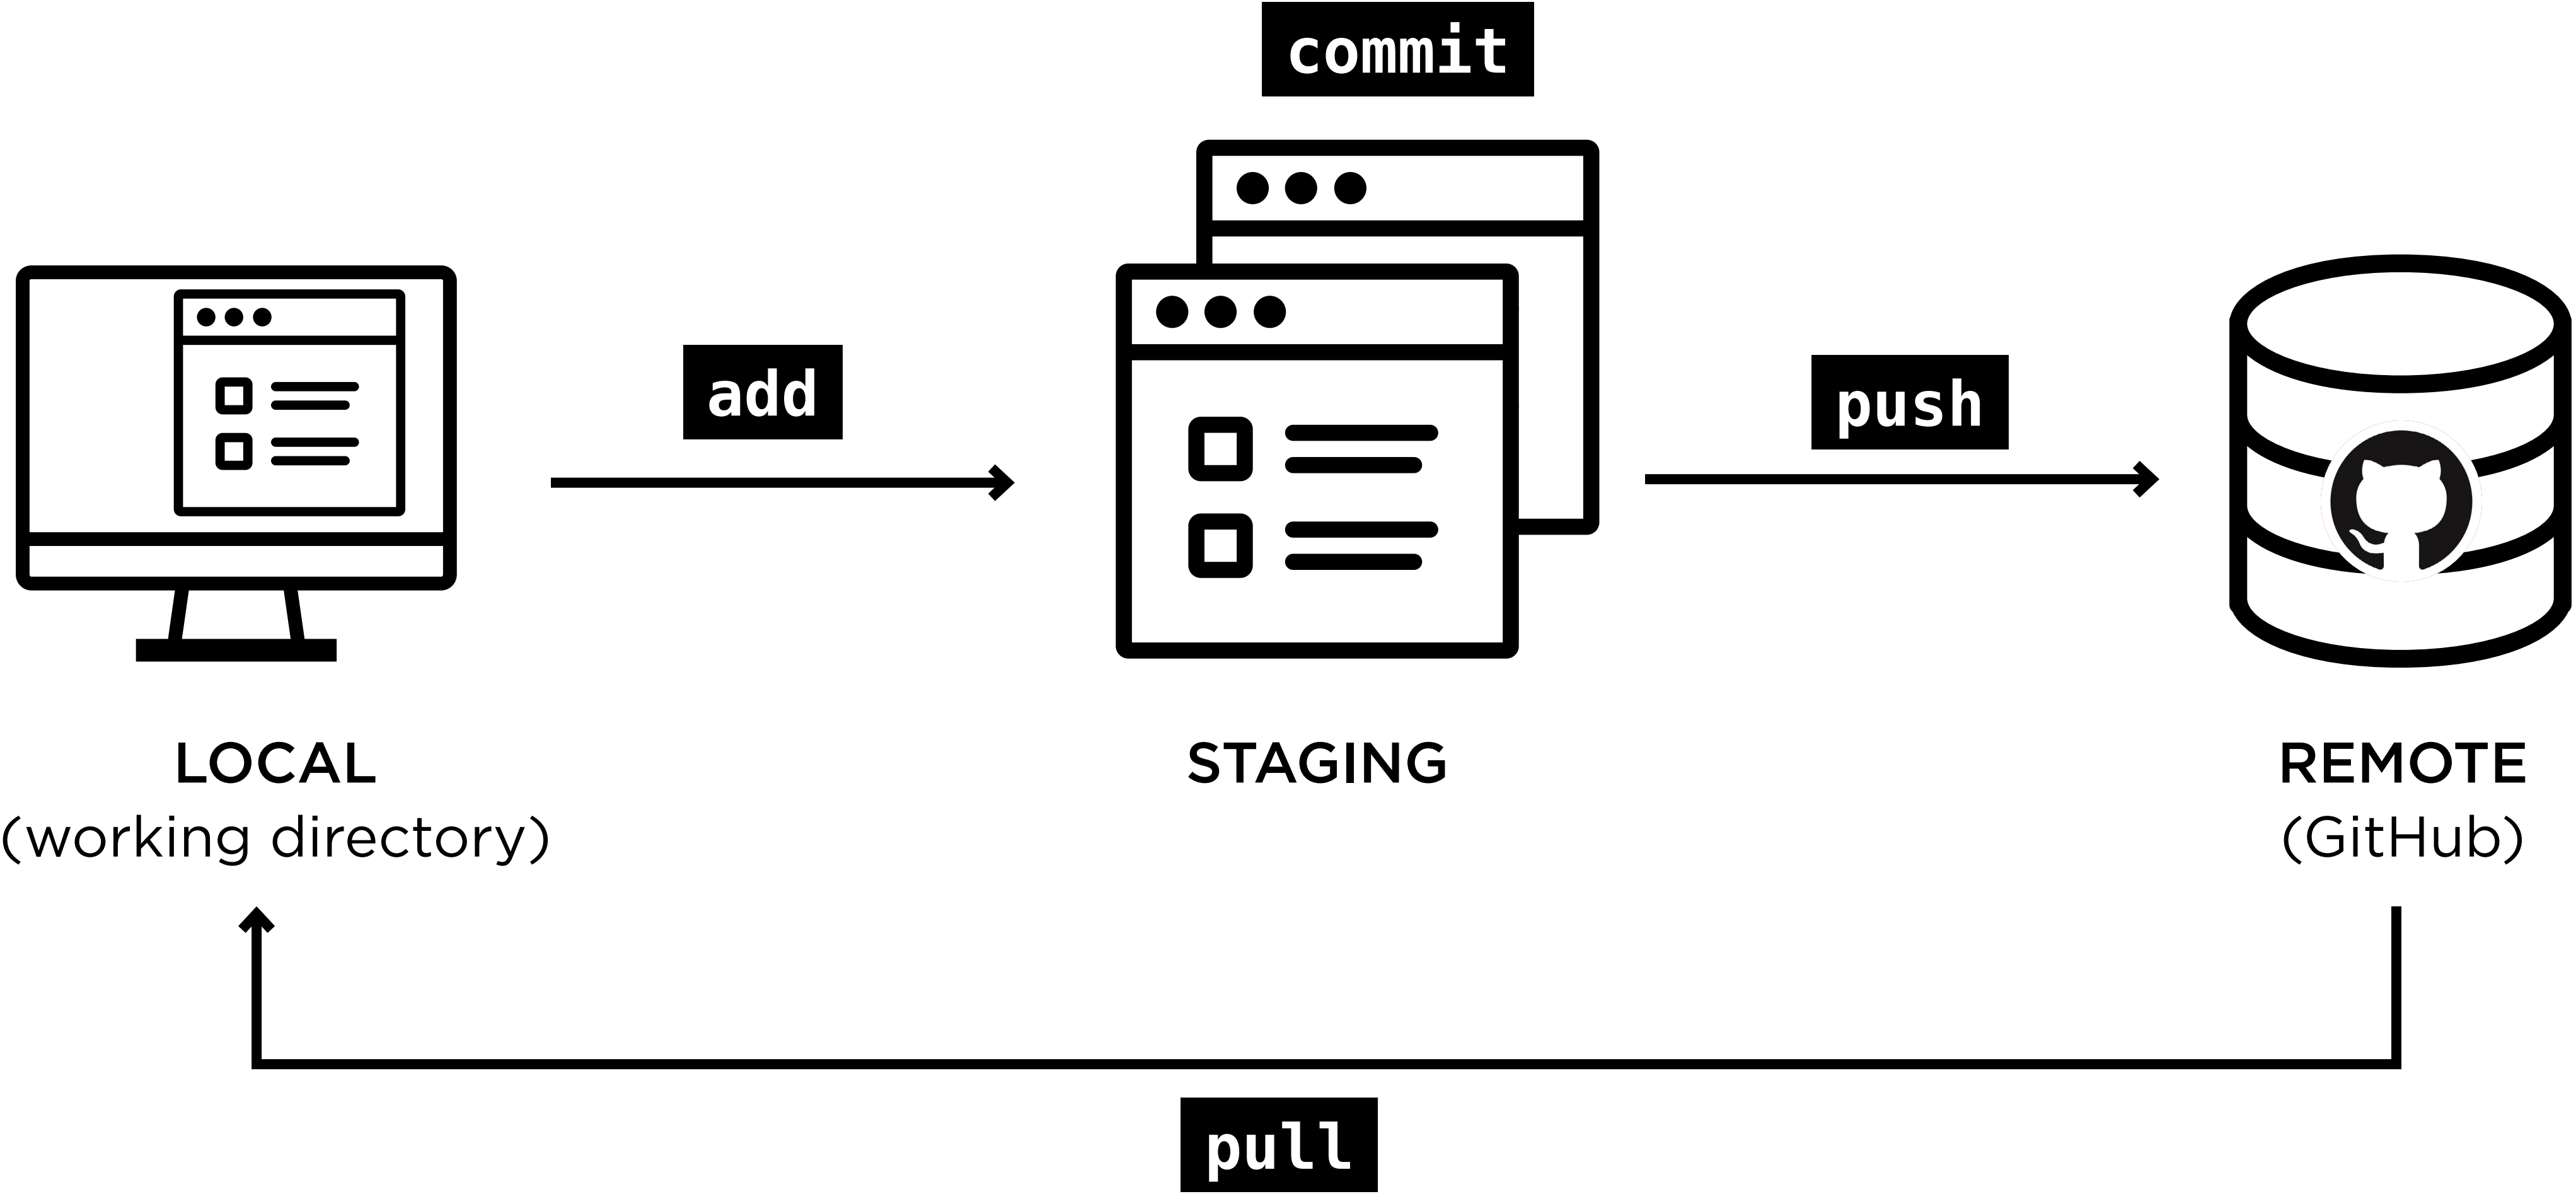 commit
add
push
LOCAL
(working directory)
STAGING
REMOTE
(GitHub)
pull